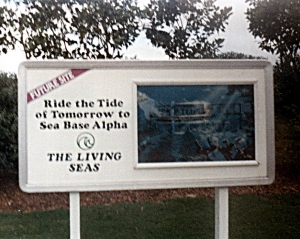 FUTURE SITE
Ride the Tide
of Tomorrow to
Sea Base Alpha
THE LIVING
SEAS